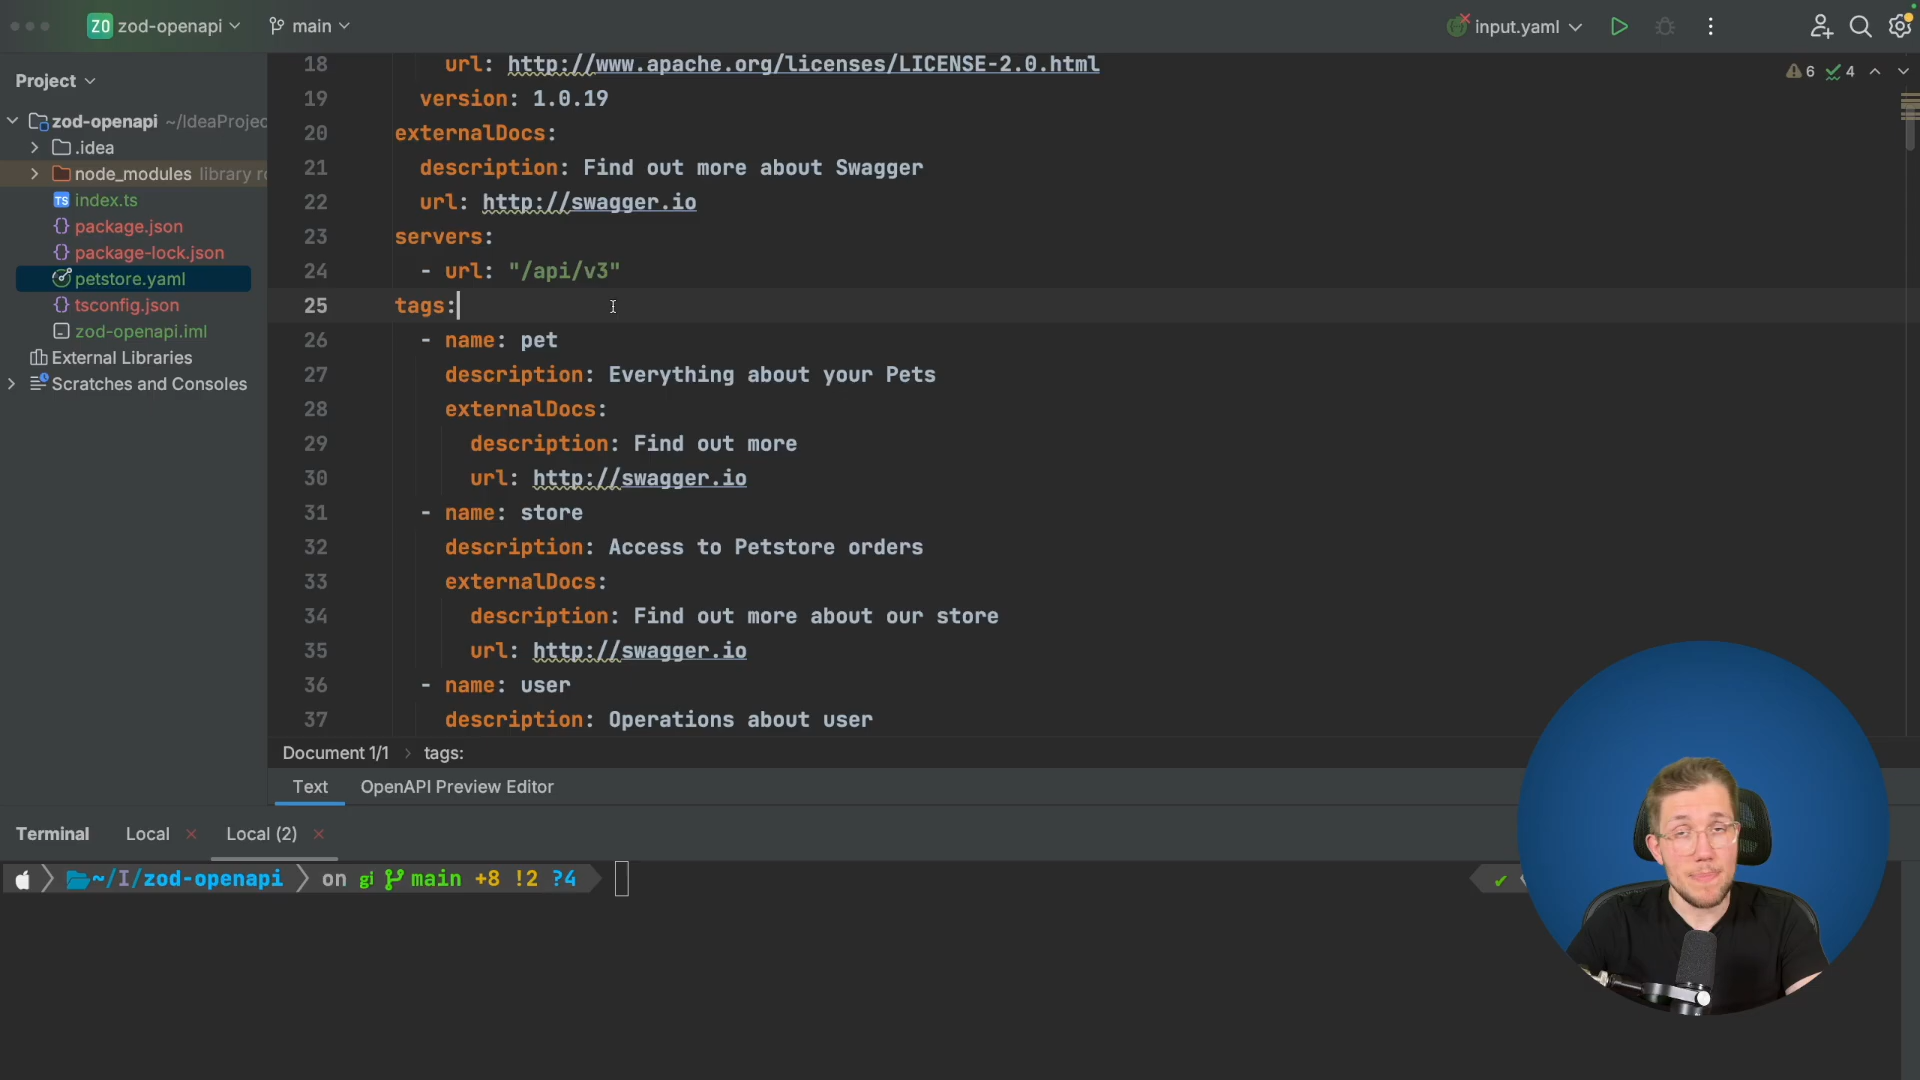 ZO zod-openapi main input.yaml
Project
zod-openapi ~/IdeaProjec
.idea
node_modules library ro
TS index.ts
{} package.json
{} package-lock.json
petstore.yaml
{} tsconfig.json
zod-openapi.iml
External Libraries
Scratches and Consoles
6 4
18 url: http://www.apache.org/licenses/LICENSE-2.0.html
19 version: 1.0.19
20 externalDocs:
21 description: Find out more about Swagger
22 url: http://swagger.io
23 servers:
24 - url: "/api/v3"
25 tags:
26 - name: pet
27 description: Everything about your Pets
28 externalDocs:
29 description: Find out more
30 url: http://swagger.io
31 - name: store
32 description: Access to Petstore orders
33 externalDocs:
34 description: Find out more about our store
35 url: http://swagger.io
36 - name: user
37 description: Operations about user
Document 1/1 > tags:
Text OpenAPI Preview Editor
Terminal Local × Local (2) ×
~/I/zod-openapi on gi main +8 !2 ?4